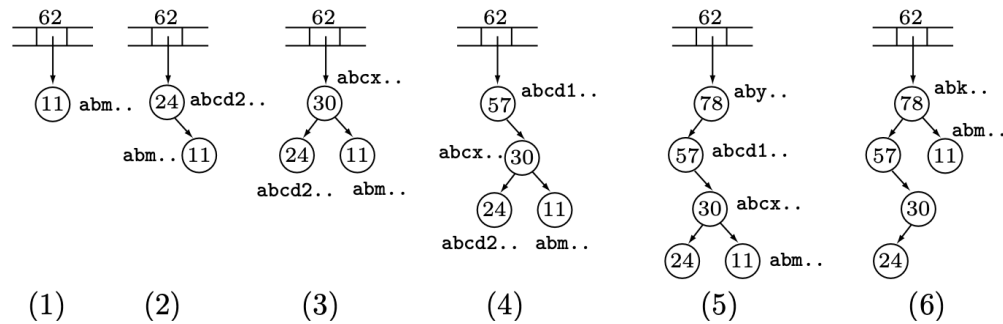 62 62 62 62 62 62
abcx..
11 abm.. 24 abcd2.. 30 57 abcd1.. 78 aby.. 78 abk..
abm..
abm.. 11 24 11 abcx.. 30 57 abcd1.. 57 11
abcd2.. abm..
24 11 30 abcx.. 30
abcd2.. abm..
24 11 abm.. 24
(1) (2) (3) (4) (5) (6)